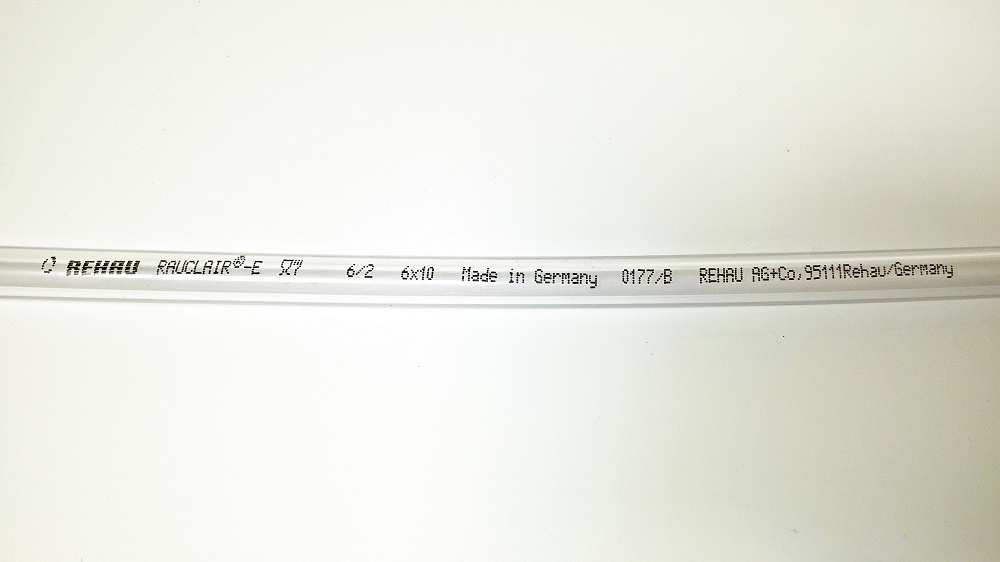 REHAU RAUCLAIR®-E 6/2 6x10 Made in Germany 0177/B REHAU AG+Co,95111Rehau/Germany